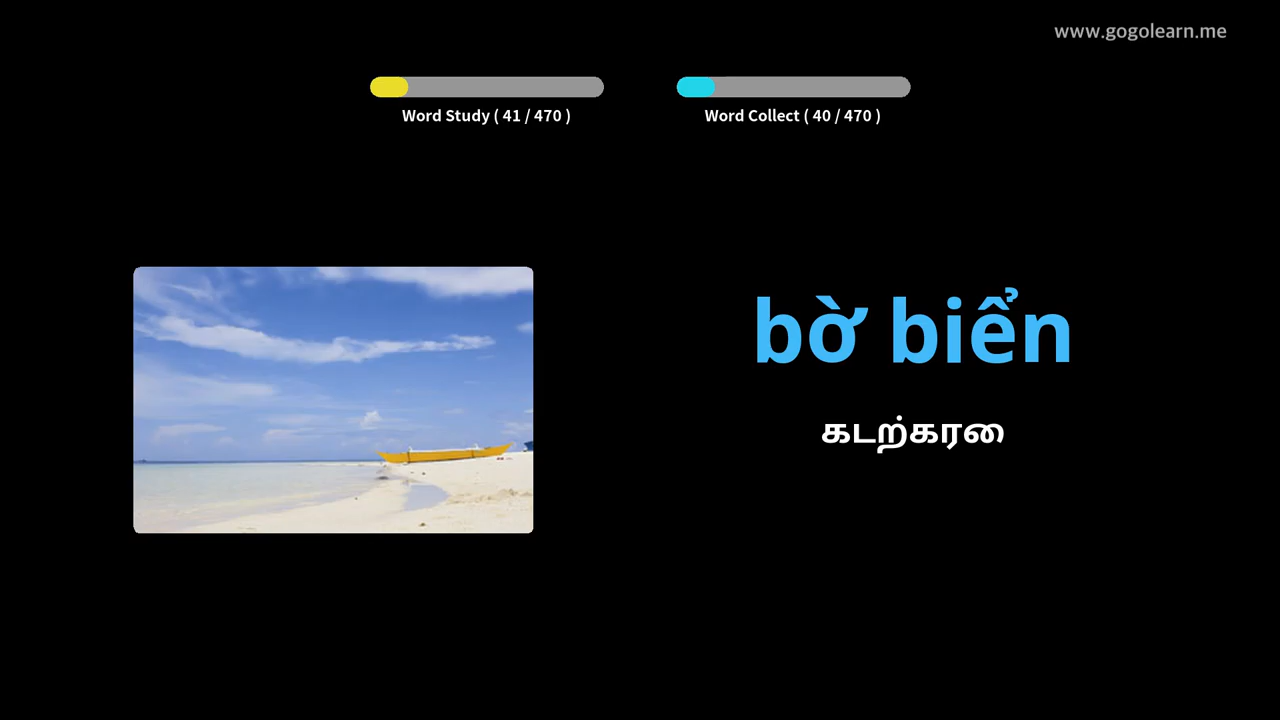 www.gogolearn.me
Word Study ( 41 / 470 )
Word Collect ( 40 / 470 )
bờ biển
கடற்கரை